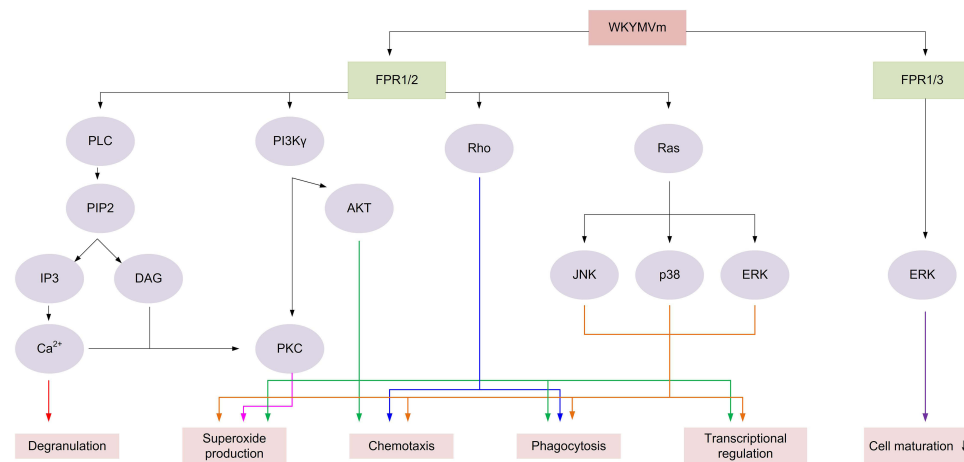 WKYMVm
FPR1/2
FPR1/3
PLC
PI3Kγ
Rho
Ras
PIP2
AKT
IP3
DAG
JNK
p38
ERK
ERK
Ca²⁺
PKC
Degranulation
Superoxide
production
Chemotaxis
Phagocytosis
Transcriptional
regulation
Cell maturation ↓